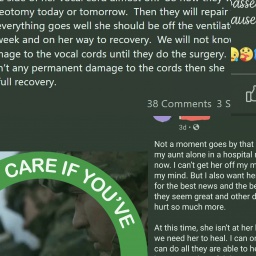 eotomy today or tomorrow. Then they will repair
everything goes well she should be off the ventilat
week and on her way to recovery. We will not know
mage to the vocal cords until they do the surgery.
n't any permanent damage to the cords then she
full recovery.
ause
38 Comments 3 S
3d
Not a moment goes by that
my aunt alone in a hospital
now. I can't get her off my m
my mind. But I also want he
for the best news and the be
they seem great and other d
hurt so much more.
At this time, she isn't at her
we need her to heal. I can or
can do all they are able to he
CARE IF YOU'VE